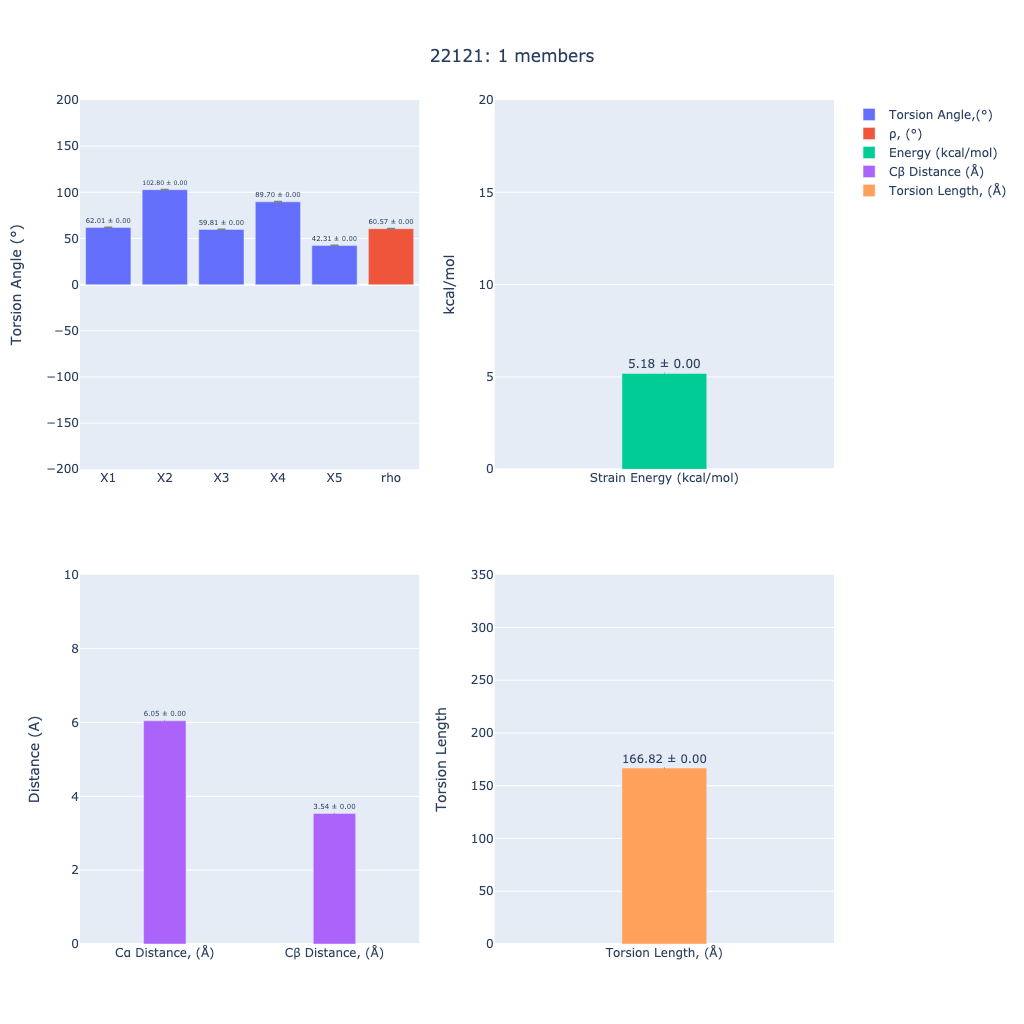 22121: 1 members
200
150
100
50
0
−50
−100
−150
−200
Torsion Angle (°)
62.01 ± 0.00
102.80 ± 0.00
59.81 ± 0.00
89.70 ± 0.00
42.31 ± 0.00
60.57 ± 0.00
X1 X2 X3 X4 X5 rho
20
15
10
5
0
kcal/mol
5.18 ± 0.00
Strain Energy (kcal/mol)
Torsion Angle,(°)
ρ, (°)
Energy (kcal/mol)
Cβ Distance (Å)
Torsion Length, (Å)
10
8
6
4
2
0
Distance (A)
6.05 ± 0.00
3.54 ± 0.00
Cα Distance, (Å) Cβ Distance, (Å)
350
300
250
200
150
100
50
0
Torsion Length
166.82 ± 0.00
Torsion Length, (Å)